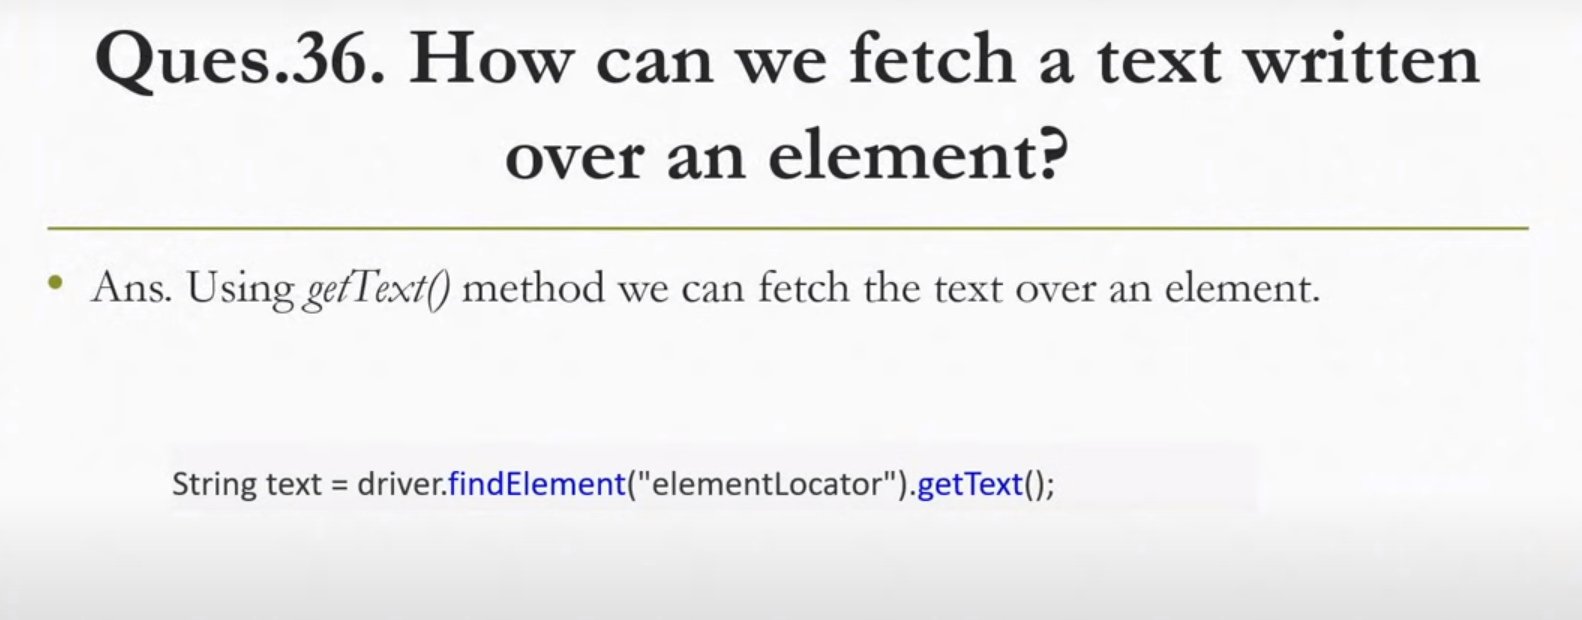 Ques.36. How can we fetch a text written
over an element?
• Ans. Using getText() method we can fetch the text over an element.
String text = driver.findElement("elementLocator").getText();